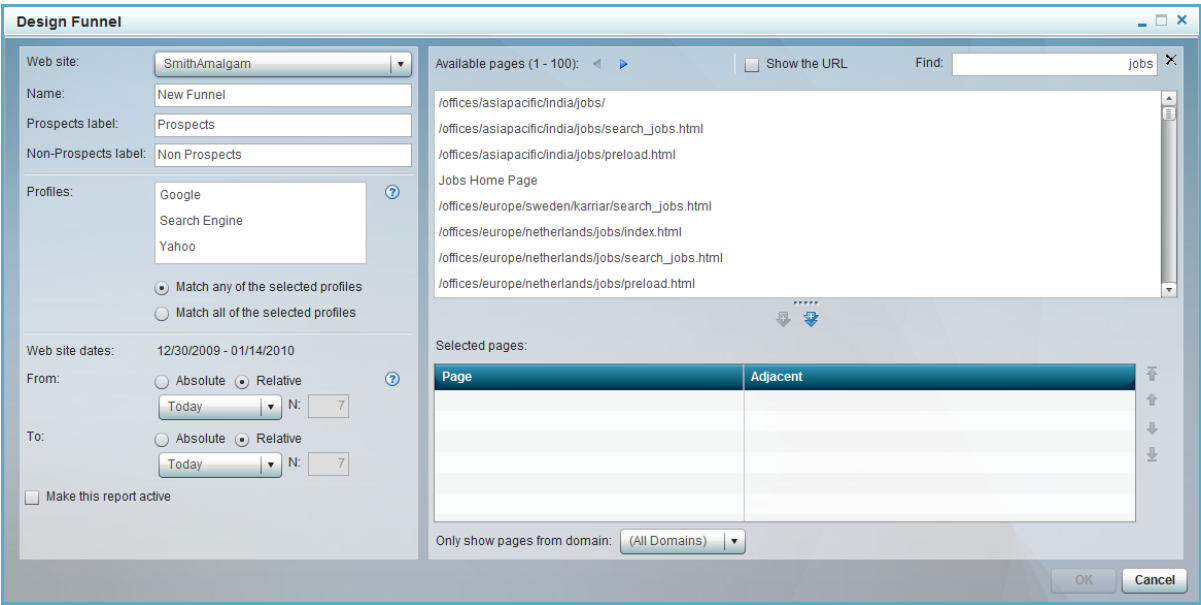 Design Funnel
Web site: SmithAmalgam
Name: New Funnel
Prospects label: Prospects
Non-Prospects label: Non Prospects
Profiles: Google
Search Engine
Yahoo
Match any of the selected profiles
Match all of the selected profiles
Web site dates: 12/30/2009 - 01/14/2010
From: Absolute Relative
Today N: 7
To: Absolute Relative
Today N: 7
Make this report active
Available pages (1 - 100): Show the URL Find: jobs
/offices/asiapacific/india/jobs/
/offices/asiapacific/india/jobs/search_jobs.html
/offices/asiapacific/india/jobs/preload.html
Jobs Home Page
/offices/europe/sweden/karriar/search_jobs.html
/offices/europe/netherlands/jobs/index.html
/offices/europe/netherlands/jobs/search_jobs.html
/offices/europe/netherlands/jobs/preload.html
Selected pages:
Page Adjacent
Only show pages from domain: (All Domains)
OK Cancel